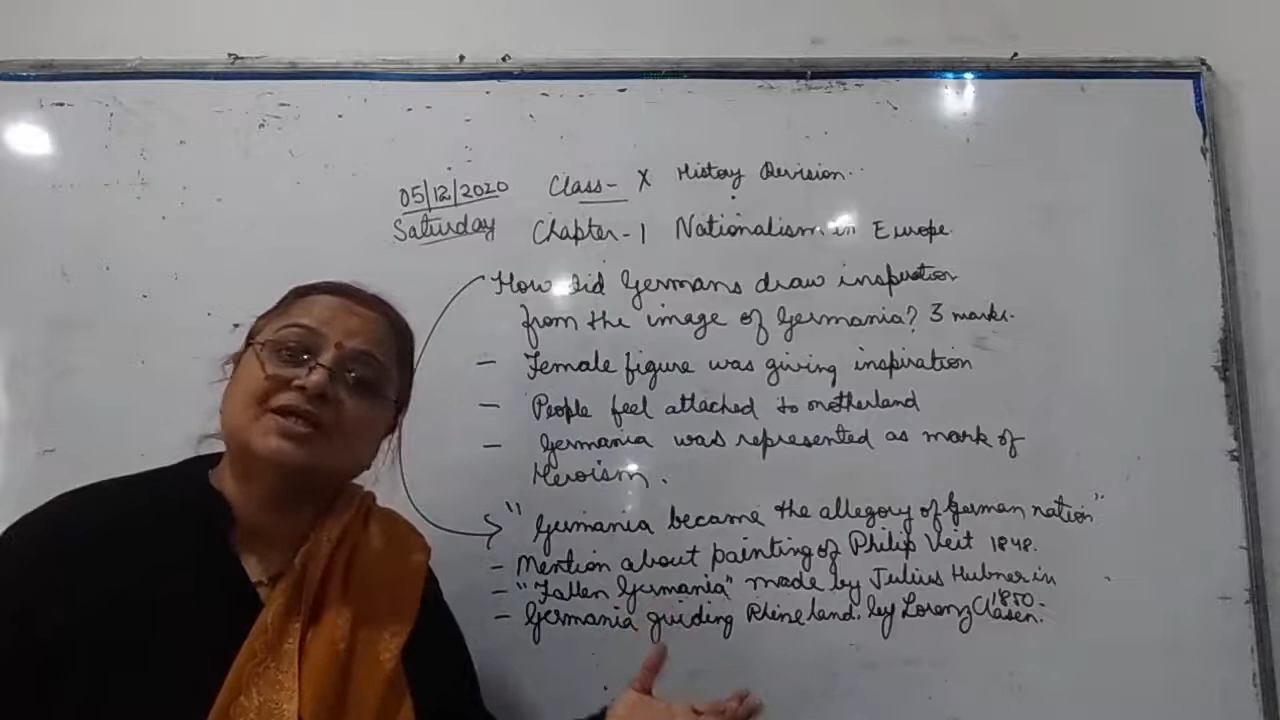 05/12/2020 Class- X History Revision..
Saturday Chapter-1 Nationalism in Europe.
How did Germans draw inspiration
from the image of Germania? 3 marks.
- Female figure was giving inspiration
- People feel attached to motherland
- Germania was represented as mark of
Heroism.
"Germania became the allegory of German nation"
- Mention about painting of Philip Veit 1848.
- "Fallen Germania" made by Julius Hubner in
1850.
- Germania guiding Rhineland. by Lorenz Clasen.